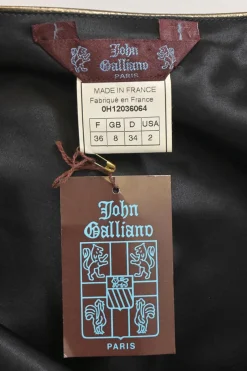 John
Galliano
PARIS
MADE IN FRANCE
Fabriqué en France
0H12036064
F GB D USA
36 8 34 2
John
Galliano
PARIS